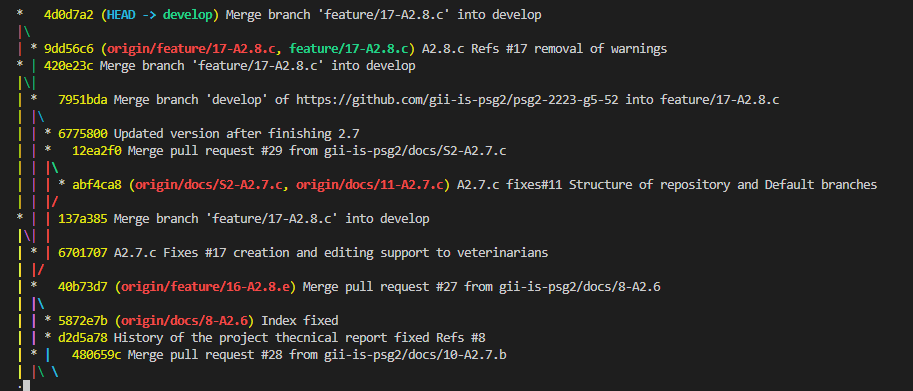 * 4d0d7a2 (HEAD -> develop) Merge branch 'feature/17-A2.8.c' into develop
|\
| * 9dd56c6 (origin/feature/17-A2.8.c, feature/17-A2.8.c) A2.8.c Refs #17 removal of warnings
* | 420e23c Merge branch 'feature/17-A2.8.c' into develop
|\|
| * 7951bda Merge branch 'develop' of https://github.com/gii-is-psg2/psg2-2223-g5-52 into feature/17-A2.8.c
| |\
| | * 6775800 Updated version after finishing 2.7
| | * 12ea2f0 Merge pull request #29 from gii-is-psg2/docs/S2-A2.7.c
| | |\
| | | * abf4ca8 (origin/docs/S2-A2.7.c, origin/docs/11-A2.7.c) A2.7.c fixes#11 Structure of repository and Default branches
| | |/
* | | 137a385 Merge branch 'feature/17-A2.8.c' into develop
|\| |
| * | 6701707 A2.7.c Fixes #17 creation and editing support to veterinarians
| |/
| * 40b73d7 (origin/feature/16-A2.8.e) Merge pull request #27 from gii-is-psg2/docs/8-A2.6
| |\
| | * 5872e7b (origin/docs/8-A2.6) Index fixed
| | * d2d5a78 History of the project thecnical report fixed Refs #8
| * | 480659c Merge pull request #28 from gii-is-psg2/docs/10-A2.7.b
| |\ \
: